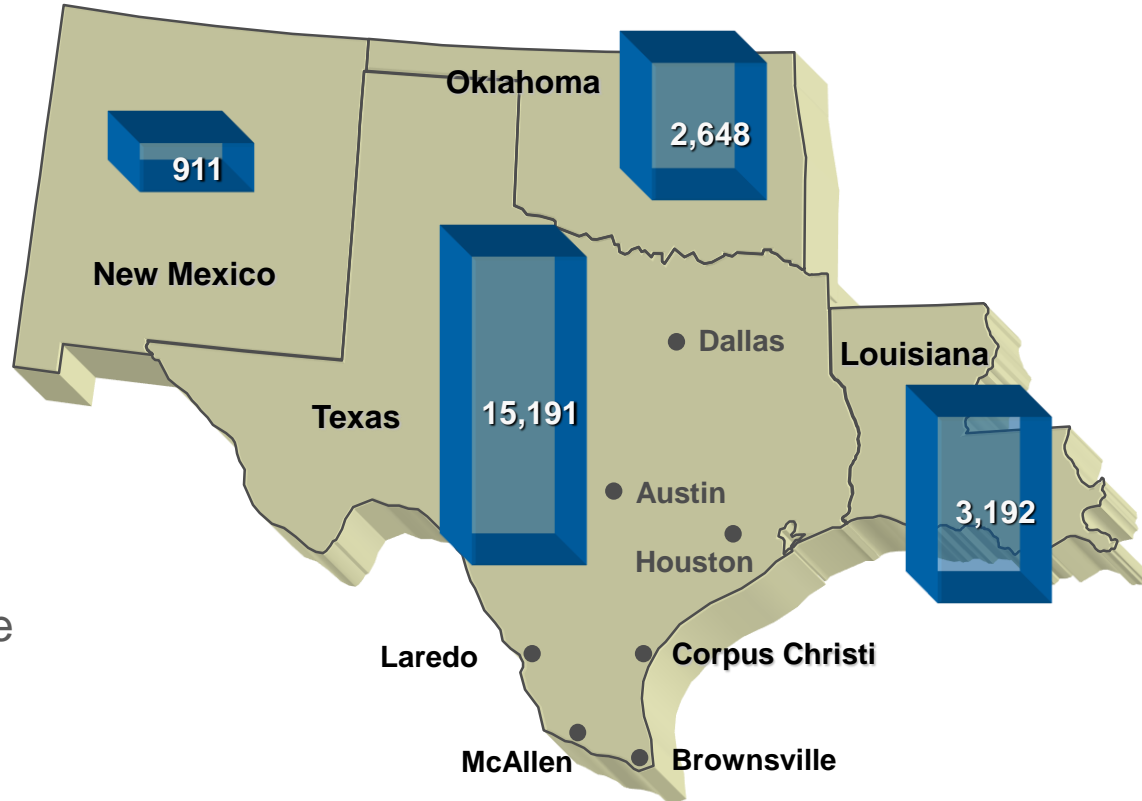 Oklahoma
2,648
911
New Mexico
Dallas
Louisiana
Texas
15,191
Austin
3,192
Houston
e
Laredo
Corpus Christi
McAllen
Brownsville